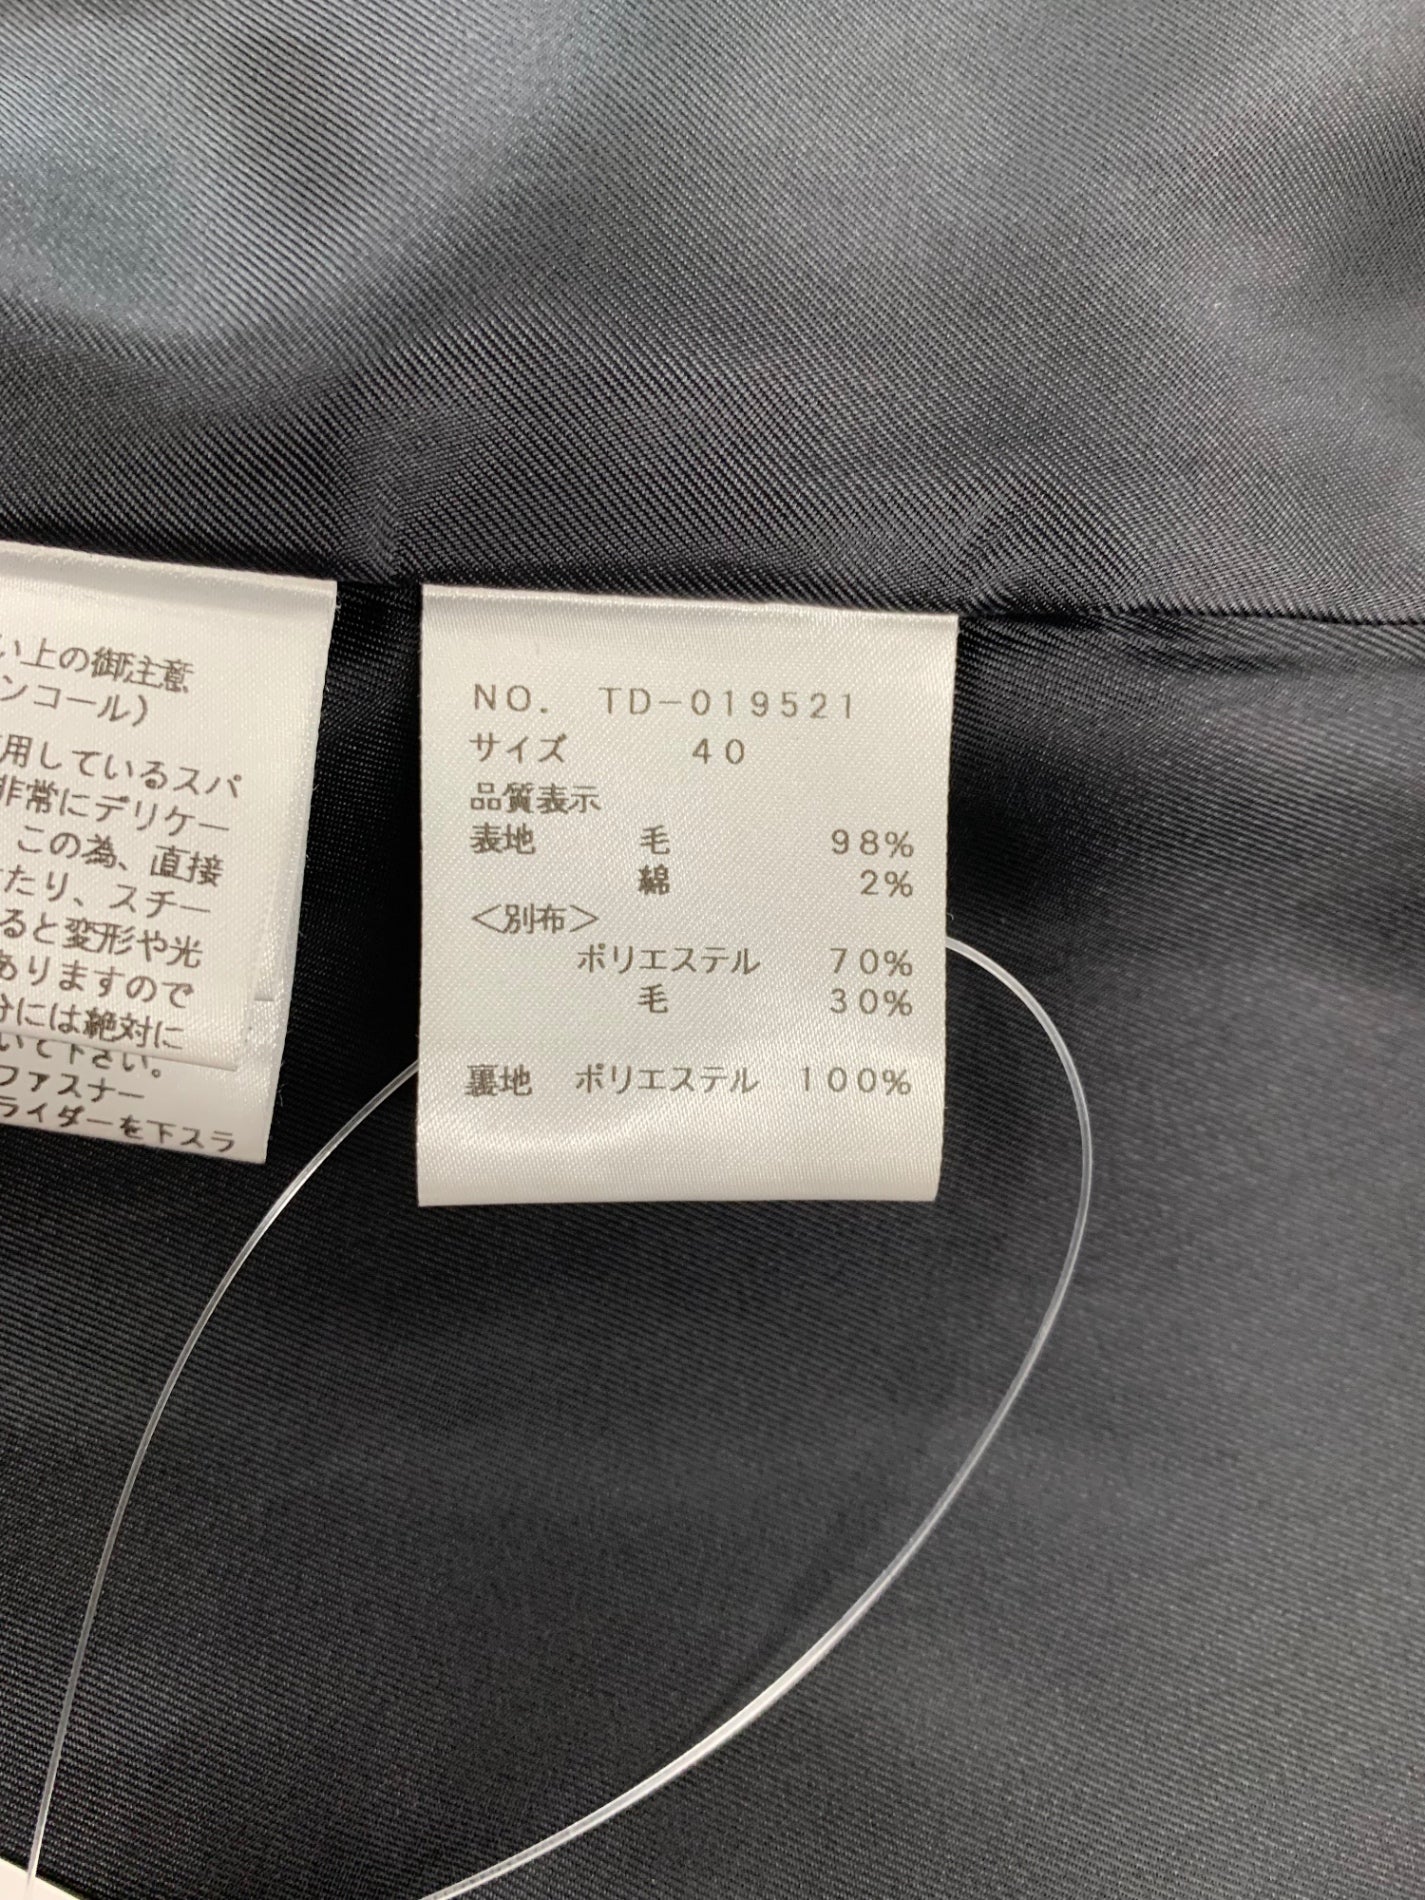 い上の御注意
ンコール)
用しているスパ
非常にデリケー
この為、直接
たり、スチー
ると変形や光
ありますので
分には絶対に
いて下さい。
ファスナー
ライダーを下スラ
NO. TD-019521
サイズ 40
品質表示
表地 毛 98%
綿 2%
<別布>
ポリエステル 70%
毛 30%
裏地 ポリエステル 100%